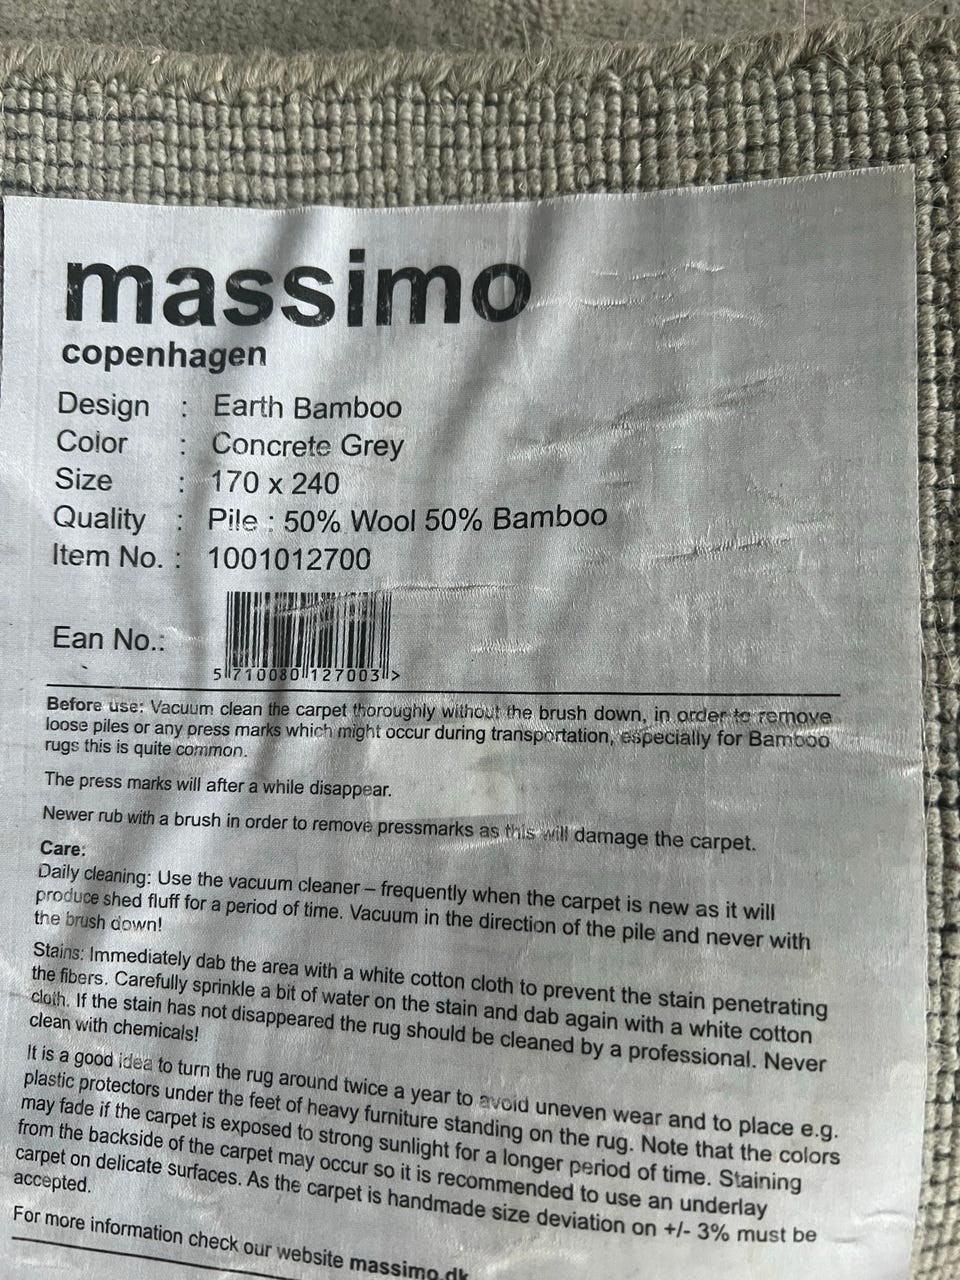 massimo
copenhagen
Design : Earth Bamboo
Color : Concrete Grey
Size : 170 x 240
Quality : Pile : 50% Wool 50% Bamboo
Item No. : 1001012700
Ean No.:
5 710080 127003 >
Before use: Vacuum clean the carpet thoroughly without the brush down, in order to remove
loose piles or any press marks which might occur during transportation, especially for Bamboo
rugs this is quite common.
The press marks will after a while disappear.
Newer rub with a brush in order to remove pressmarks as this will damage the carpet.
Care:
Daily cleaning: Use the vacuum cleaner – frequently when the carpet is new as it will
produce shed fluff for a period of time. Vacuum in the direction of the pile and never with
the brush down!
Stains: Immediately dab the area with a white cotton cloth to prevent the stain penetrating
the fibers. Carefully sprinkle a bit of water on the stain and dab again with a white cotton
cloth. If the stain has not disappeared the rug should be cleaned by a professional. Never
clean with chemicals!
It is a good idea to turn the rug around twice a year to avoid uneven wear and to place e.g.
plastic protectors under the feet of heavy furniture standing on the rug. Note that the colors
may fade if the carpet is exposed to strong sunlight for a longer period of time. Staining
from the backside of the carpet may occur so it is recommended to use an underlay
carpet on delicate surfaces. As the carpet is handmade size deviation on +/- 3% must be
accepted.
For more information check our website massimo.dk